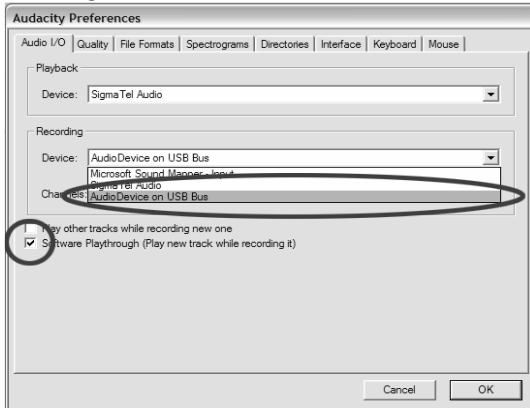 Audacity Preferences
Audio I/O Quality File Formats Spectrograms Directories Interface Keyboard Mouse
Playback
Device: SigmaTel Audio
Recording
Device: AudioDevice on USB Bus
Microsoft Sound Mapper - Input
SigmaTel Audio
Channels: AudioDevice on USB Bus
Play other tracks while recording new one
Software Playthrough (Play new track while recording it)
Cancel OK